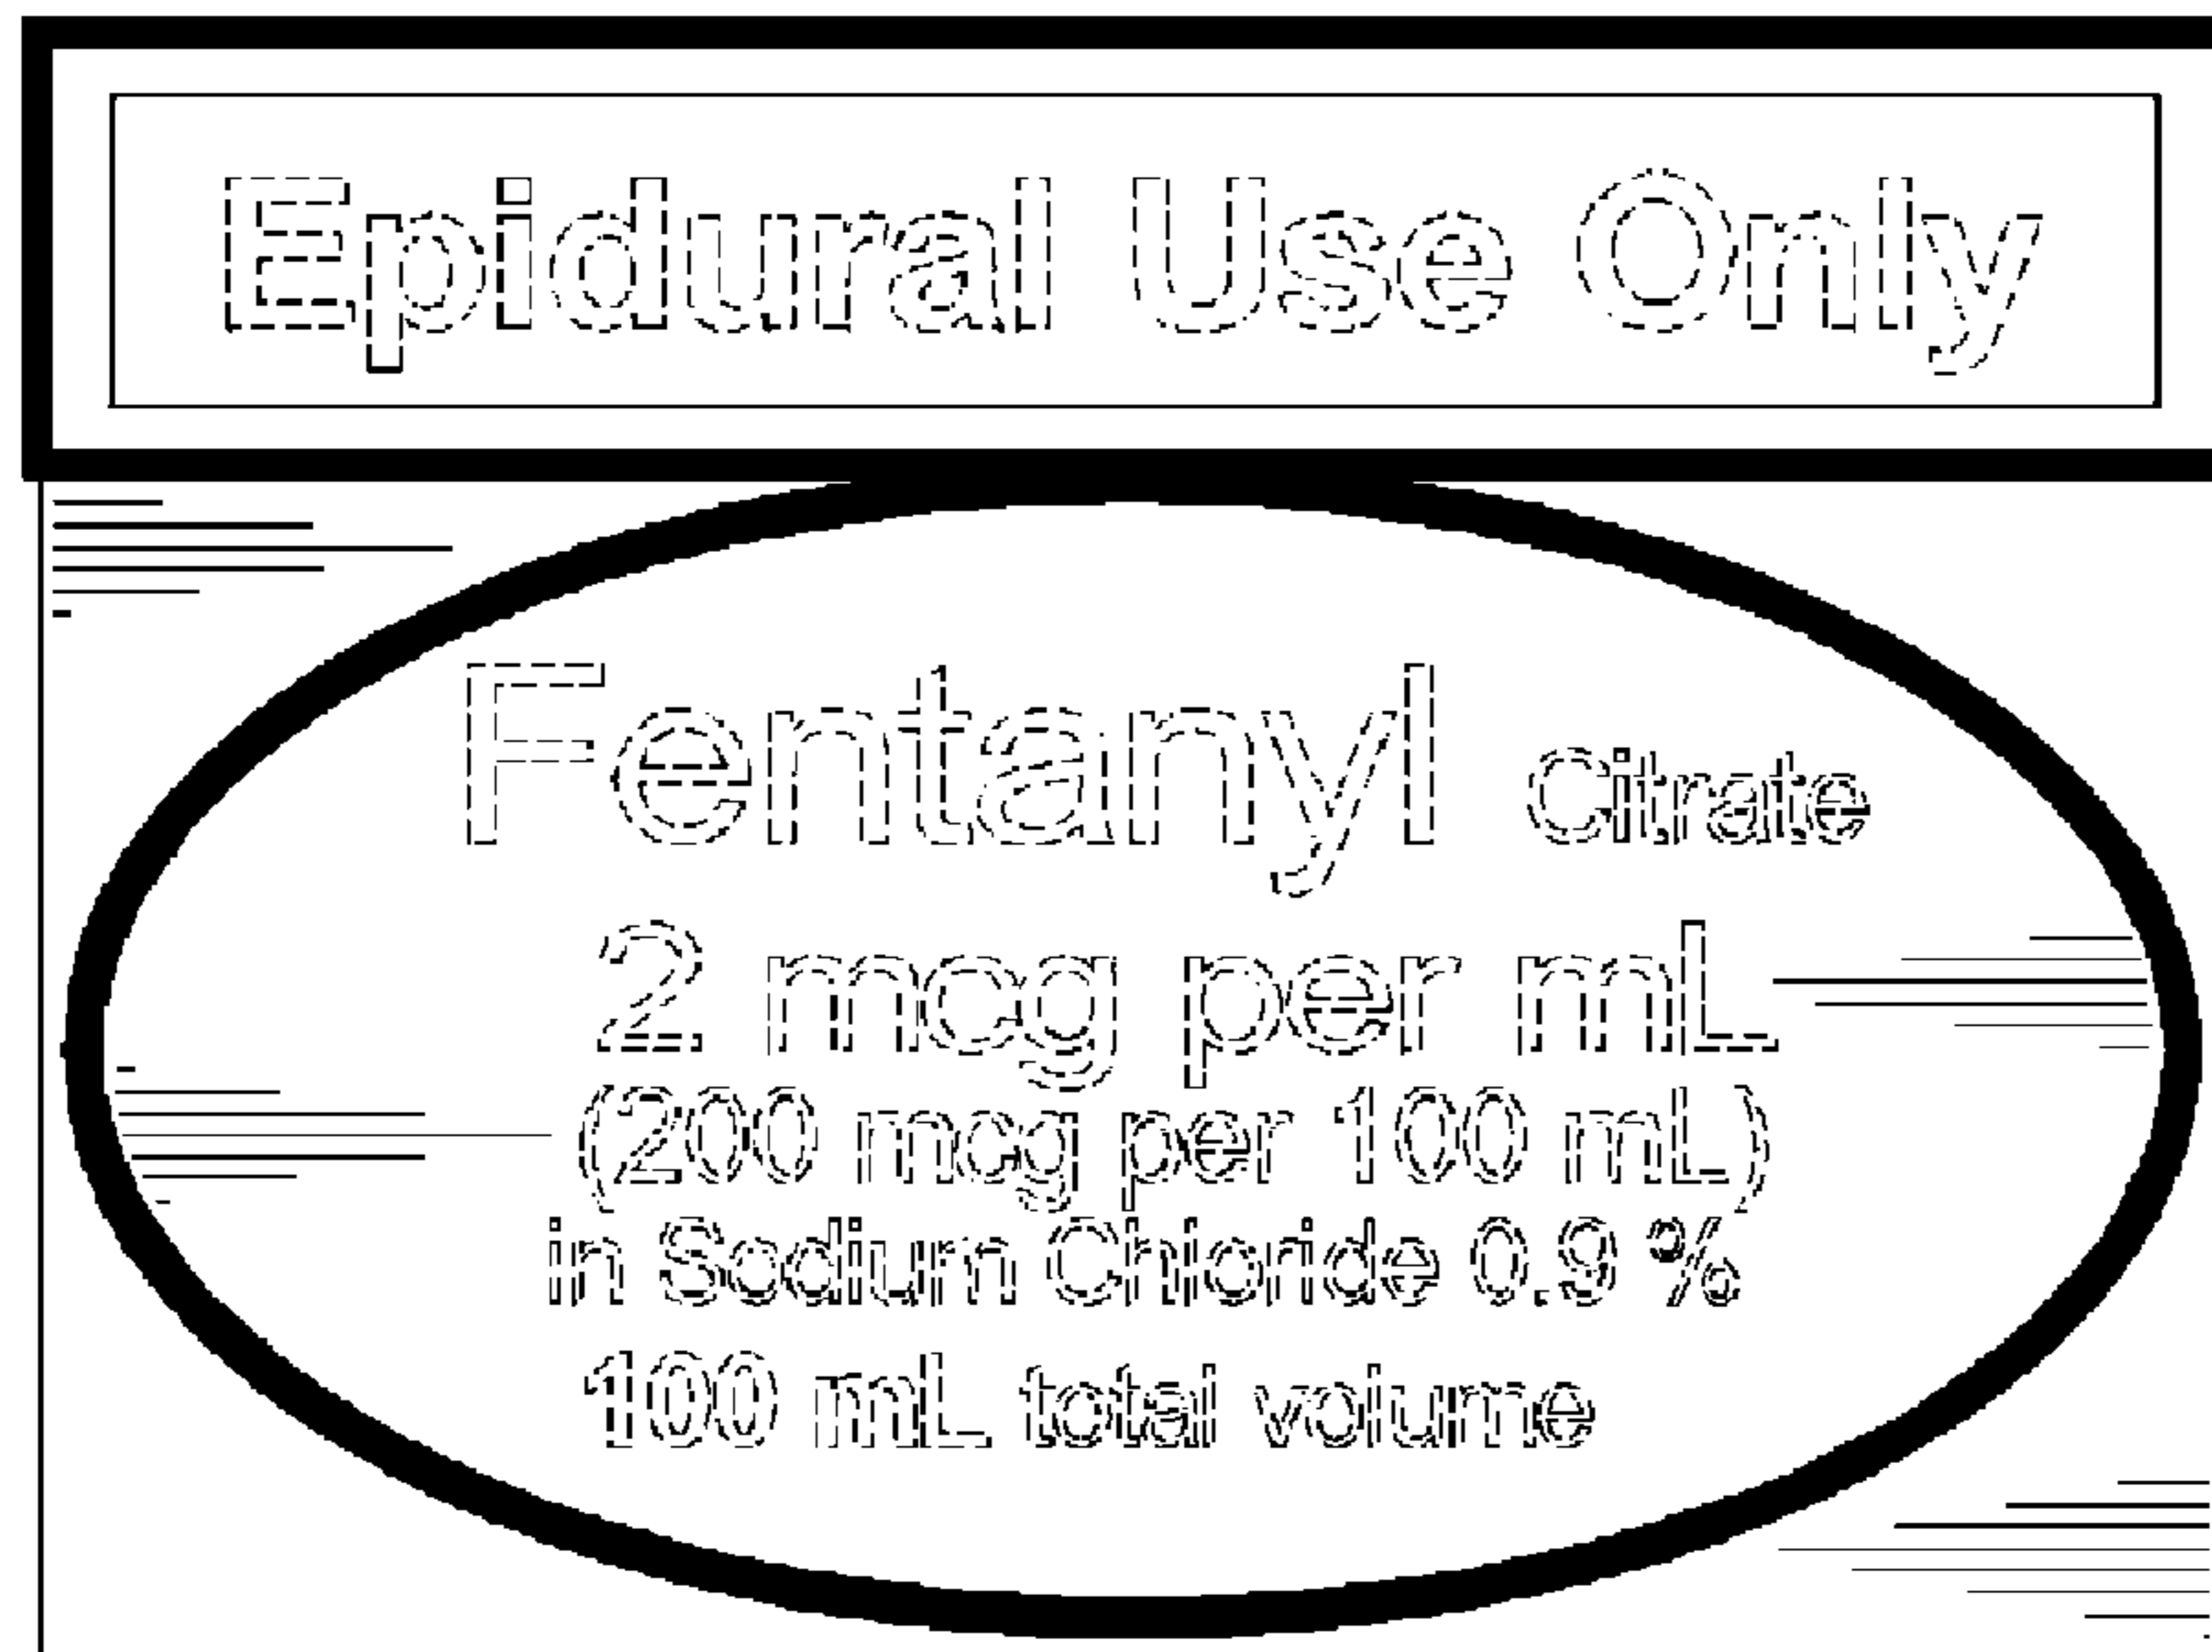 Epidural Use Only
Fentanyl Citrate
2 mcg per mL
(200 mcg per 100 mL)
in Sodium Chloride 0.9 %
100 mL total volume